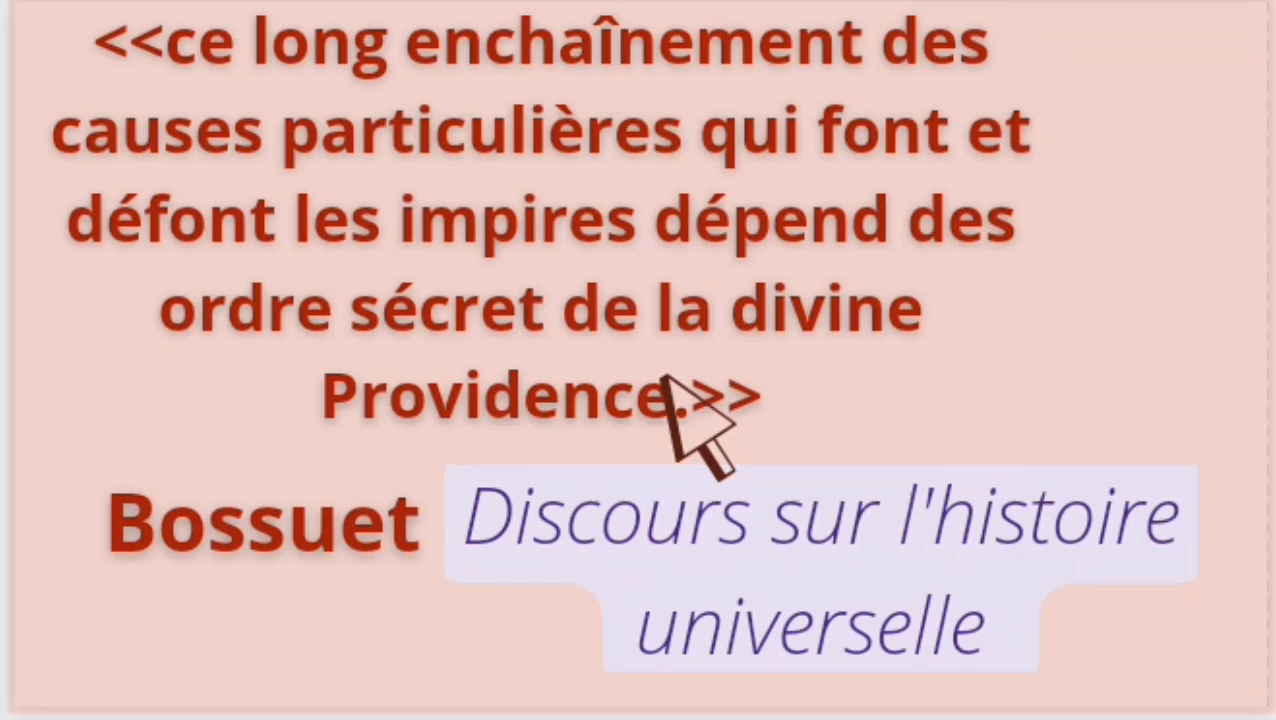 <<ce long enchaînement des
causes particulières qui font et
défont les impires dépend des
ordre sécret de la divine
Providence.>>
Bossuet Discours sur l'histoire
universelle